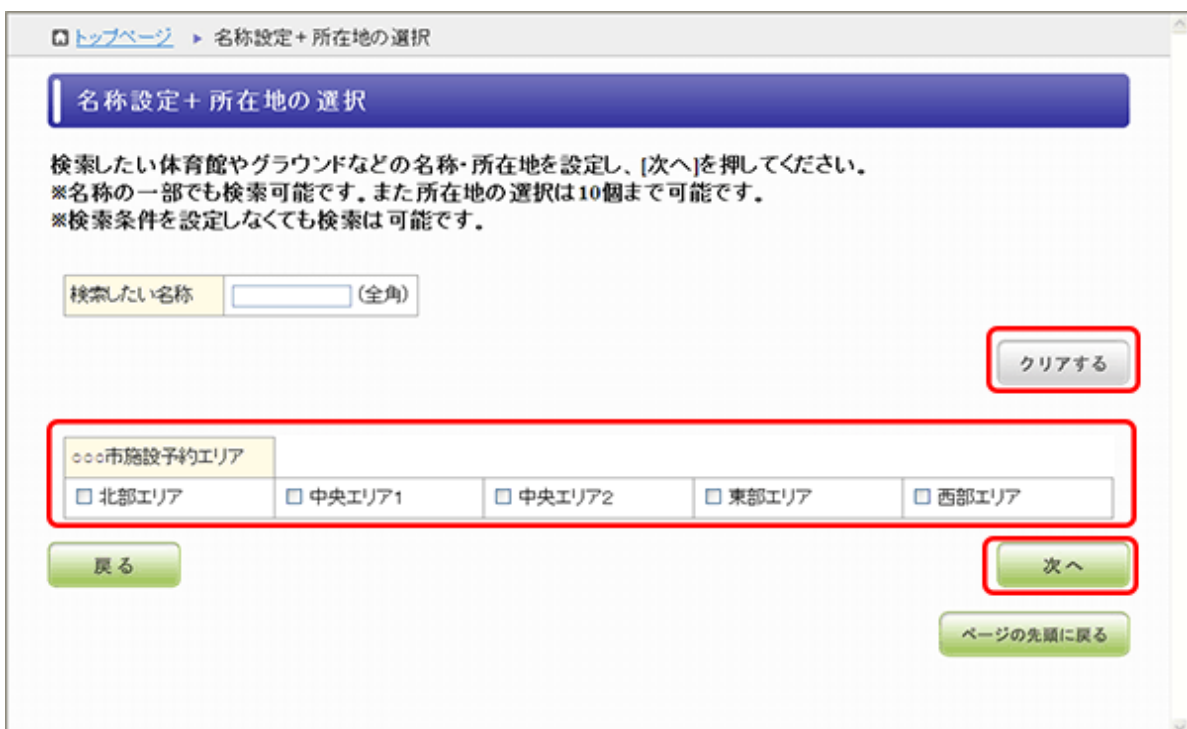 トップページ ▶ 名称設定+所在地の選択
名称設定+所在地の選択
検索したい体育館やグラウンドなどの名称・所在地を設定し、[次へ]を押してください。
※名称の一部でも検索可能です。また所在地の選択は10個まで可能です。
※検索条件を設定しなくても検索は可能です。
検索したい名称 (全角)
クリアする
○○○市施設予約エリア
北部エリア 中央エリア1 中央エリア2 東部エリア 西部エリア
戻る 次へ
ページの先頭に戻る